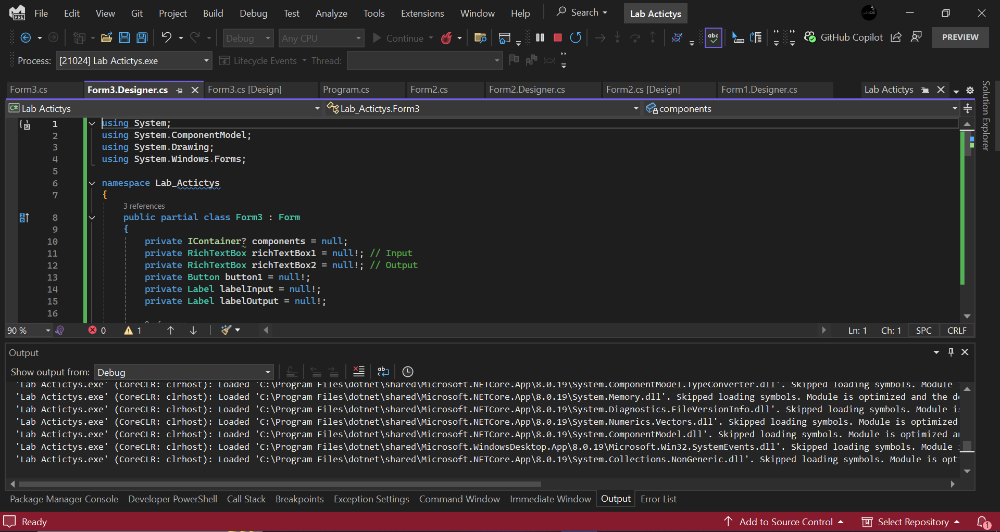 File Edit View Git Project Build Debug Test Analyze Tools Extensions Window Help Search Lab Actictys
PRE
Debug Any CPU Continue abc GitHub Copilot PREVIEW
Process: [21024] Lab Actictys.exe Lifecycle Events Thread:
Form3.cs Form3.Designer.cs Form3.cs [Design] Program.cs Form2.cs Form2.Designer.cs Form2.cs [Design] Form1.Designer.cs Lab Actictys
Solution Explorer
C# Lab Actictys Lab_Actictys.Form3 components
1 using System;
2 using System.ComponentModel;
3 using System.Drawing;
4 using System.Windows.Forms;
5
6 namespace Lab_Actictys
7 {
3 references
8 public partial class Form3 : Form
9 {
10 private IContainer? components = null;
11 private RichTextBox richTextBox1 = null!; // Input
12 private RichTextBox richTextBox2 = null!; // Output
13 private Button button1 = null!;
14 private Label labelInput = null!;
15 private Label labelOutput = null!;
16
90 % 0 1 Ln: 1 Ch: 1 SPC CRLF
Output
Show output from: Debug
'Lab Actictys.exe' (CoreCLR: clrhost): Loaded 'C:\Program Files\dotnet\shared\Microsoft.NETCore.App\8.0.19\System.ComponentModel.TypeConverter.dll'. Skipped loading symbols. Module
'Lab Actictys.exe' (CoreCLR: clrhost): Loaded 'C:\Program Files\dotnet\shared\Microsoft.NETCore.App\8.0.19\System.Memory.dll'. Skipped loading symbols. Module is optimized and the
'Lab Actictys.exe' (CoreCLR: clrhost): Loaded 'C:\Program Files\dotnet\shared\Microsoft.NETCore.App\8.0.19\System.Diagnostics.FileVersionInfo.dll'. Skipped loading symbols. Module
'Lab Actictys.exe' (CoreCLR: clrhost): Loaded 'C:\Program Files\dotnet\shared\Microsoft.NETCore.App\8.0.19\System.Numerics.Vectors.dll'. Skipped loading symbols. Module is optimized
'Lab Actictys.exe' (CoreCLR: clrhost): Loaded 'C:\Program Files\dotnet\shared\Microsoft.NETCore.App\8.0.19\System.ComponentModel.dll'. Skipped loading symbols. Module is optimized
'Lab Actictys.exe' (CoreCLR: clrhost): Loaded 'C:\Program Files\dotnet\shared\Microsoft.WindowsDesktop.App\8.0.19\Microsoft.Win32.SystemEvents.dll'. Skipped loading symbols. Module
'Lab Actictys.exe' (CoreCLR: clrhost): Loaded 'C:\Program Files\dotnet\shared\Microsoft.NETCore.App\8.0.19\System.Collections.NonGeneric.dll'. Skipped loading symbols. Module is
Package Manager Console Developer PowerShell Call Stack Breakpoints Exception Settings Command Window Immediate Window Output Error List
Ready Add to Source Control Select Repository 1